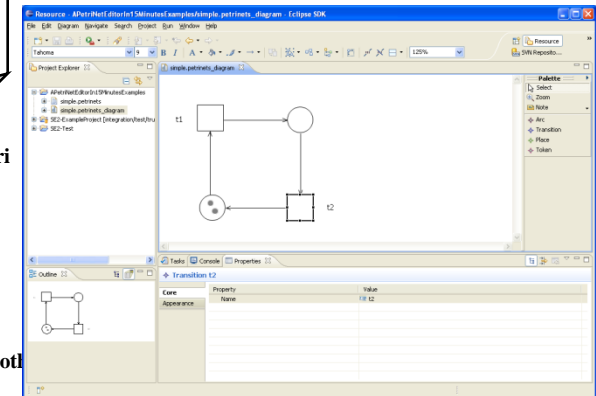 Resource - APetriNetEditorIn15MinutesExamples/simple.petrinets_diagram - Eclipse SDK
File Edit Diagram Navigate Search Project Run Window Help
Resource
Tahoma 9 B I A 125% SVN Reposito...
Project Explorer
APetriNetEditorIn15MinutesExamples
simple.petrinets
simple.petrinets_diagram
SE2-ExampleProject [integration/test/tru
SE2-Test
simple.petrinets_diagram
t1
t2
Palette
Select
Zoom
Note
Arc
Transition
Place
Token
ri
Outline
Tasks Console Properties
Transition t2
Core
Appearance
Property Value
Name t2
oth